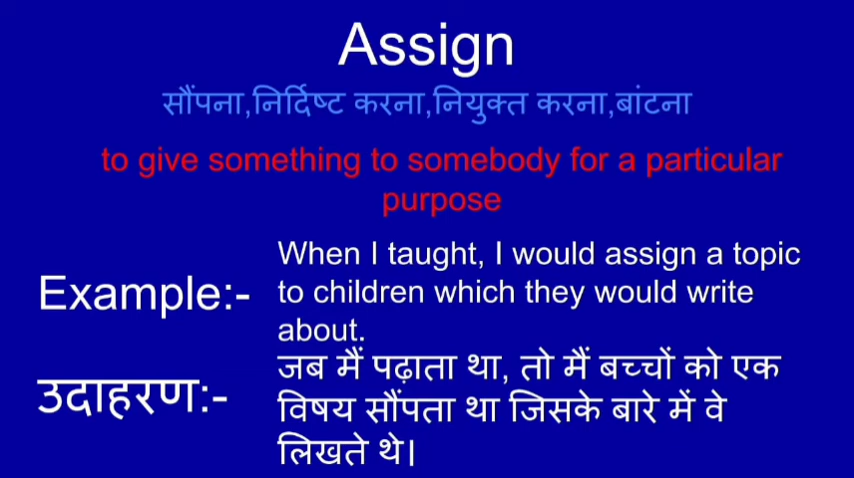 Assign
सौंपना,निर्दिष्ट करना,नियुक्त करना,बांटना
to give something to somebody for a particular
purpose
Example:-
When I taught, I would assign a topic
to children which they would write
about.
उदाहरण:-
जब मैं पढ़ाता था, तो मैं बच्चों को एक
विषय सौंपता था जिसके बारे में वे
लिखते थे।